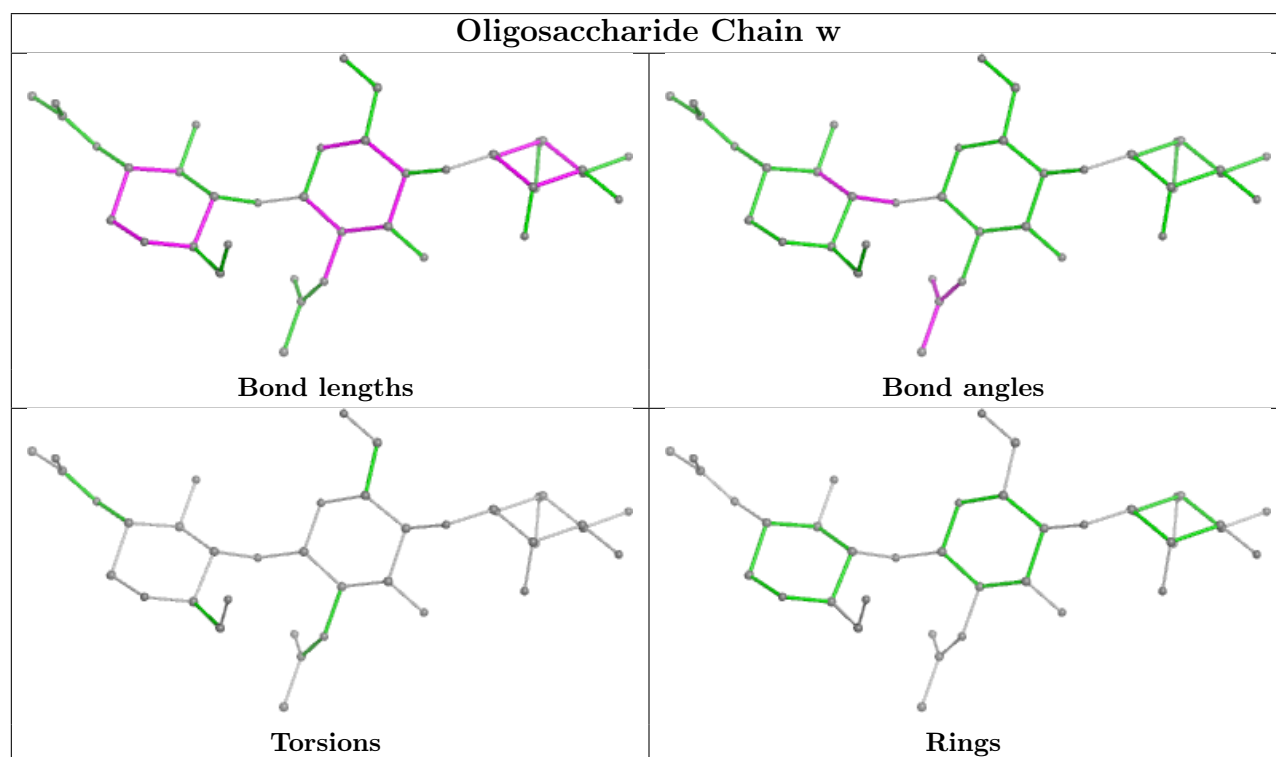 Oligosaccharide Chain w
Bond lengths
Bond angles
Torsions
Rings